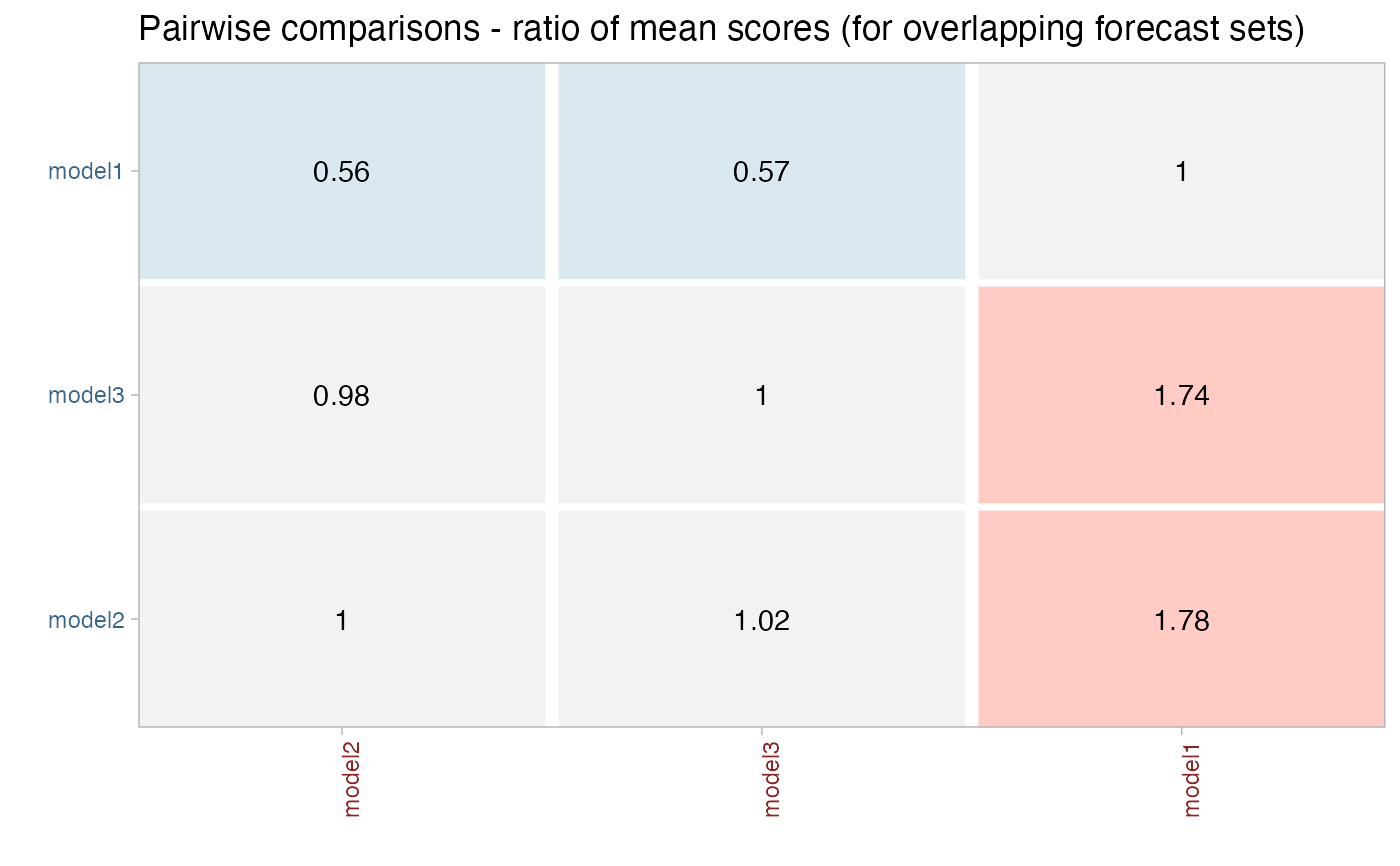 Pairwise comparisons - ratio of mean scores (for overlapping forecast sets)
model1
0.56
0.57
1
model3
0.98
1
1.74
model2
1
1.02
1.78
model2
model3
model1